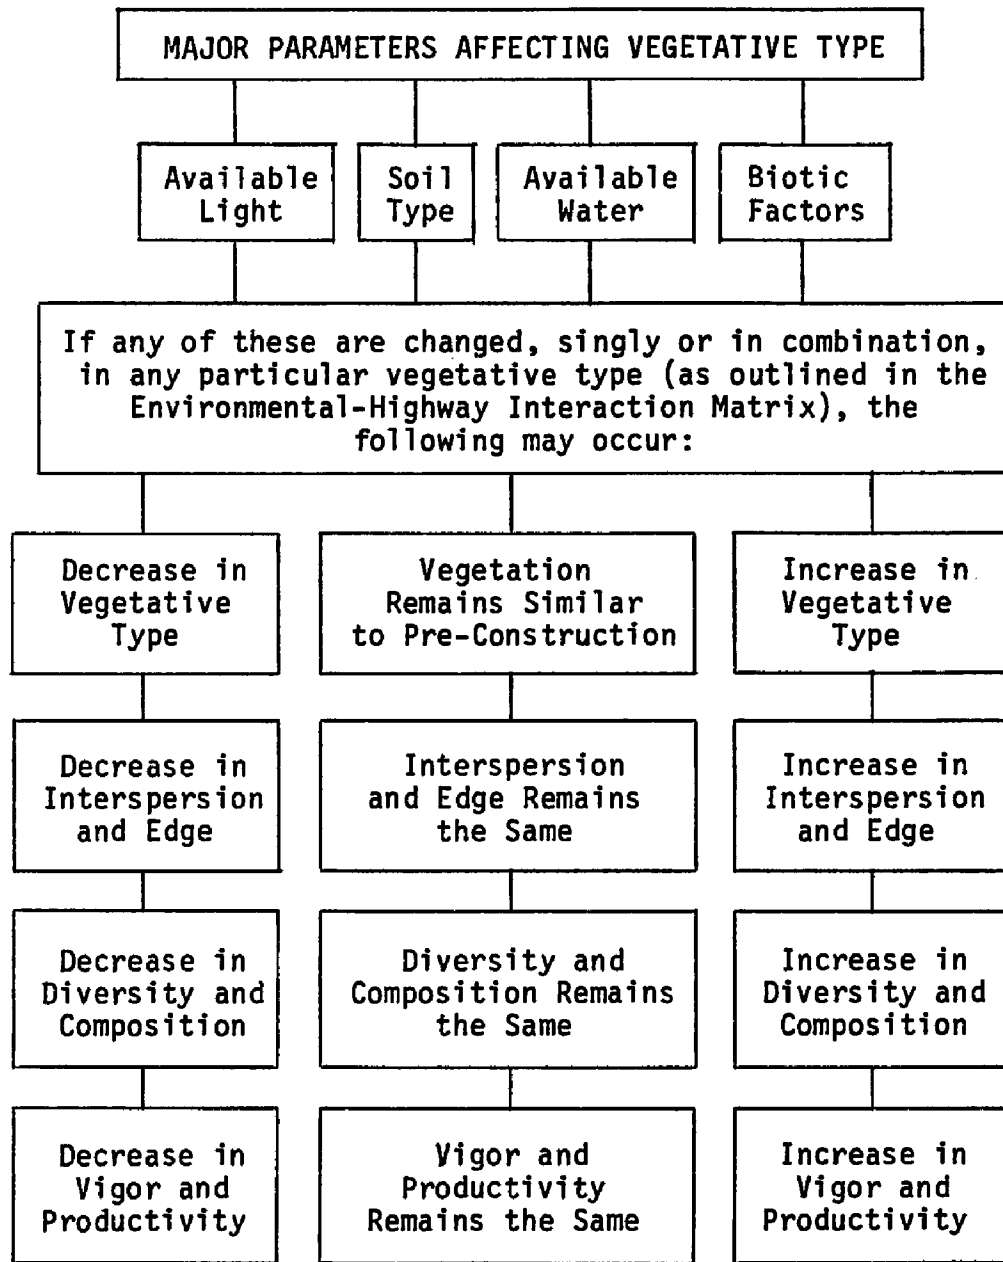 MAJOR PARAMETERS AFFECTING VEGETATIVE TYPE
Available
Light
Soil
Type
Available
Water
Biotic
Factors
If any of these are changed, singly or in combination,
in any particular vegetative type (as outlined in the
Environmental-Highway Interaction Matrix), the
following may occur:
Decrease in
Vegetative
Type
Vegetation
Remains Similar
to Pre-Construction
Increase in
Vegetative
Type
Decrease in
Interspersion
and Edge
Interspersion
and Edge Remains
the Same
Increase in
Interspersion
and Edge
Decrease in
Diversity and
Composition
Diversity and
Composition Remains
the Same
Increase in
Diversity and
Composition
Decrease in
Vigor and
Productivity
Vigor and
Productivity
Remains the Same
Increase in
Vigor and
Productivity